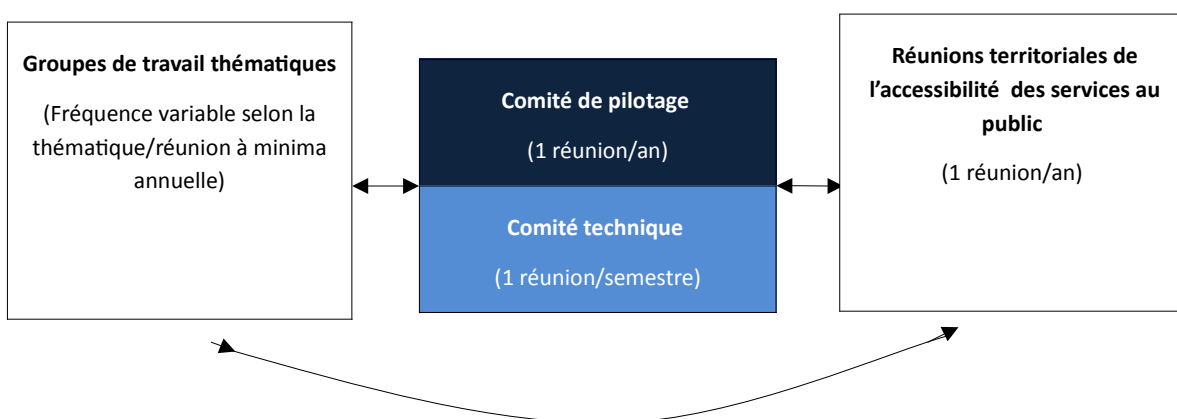 Groupes de travail thématiques
(Fréquence variable selon la
thématique/réunion à minima
annuelle)
Comité de pilotage
(1 réunion/an)
Comité technique
(1 réunion/semestre)
Réunions territoriales de
l’accessibilité des services au
public
(1 réunion/an)